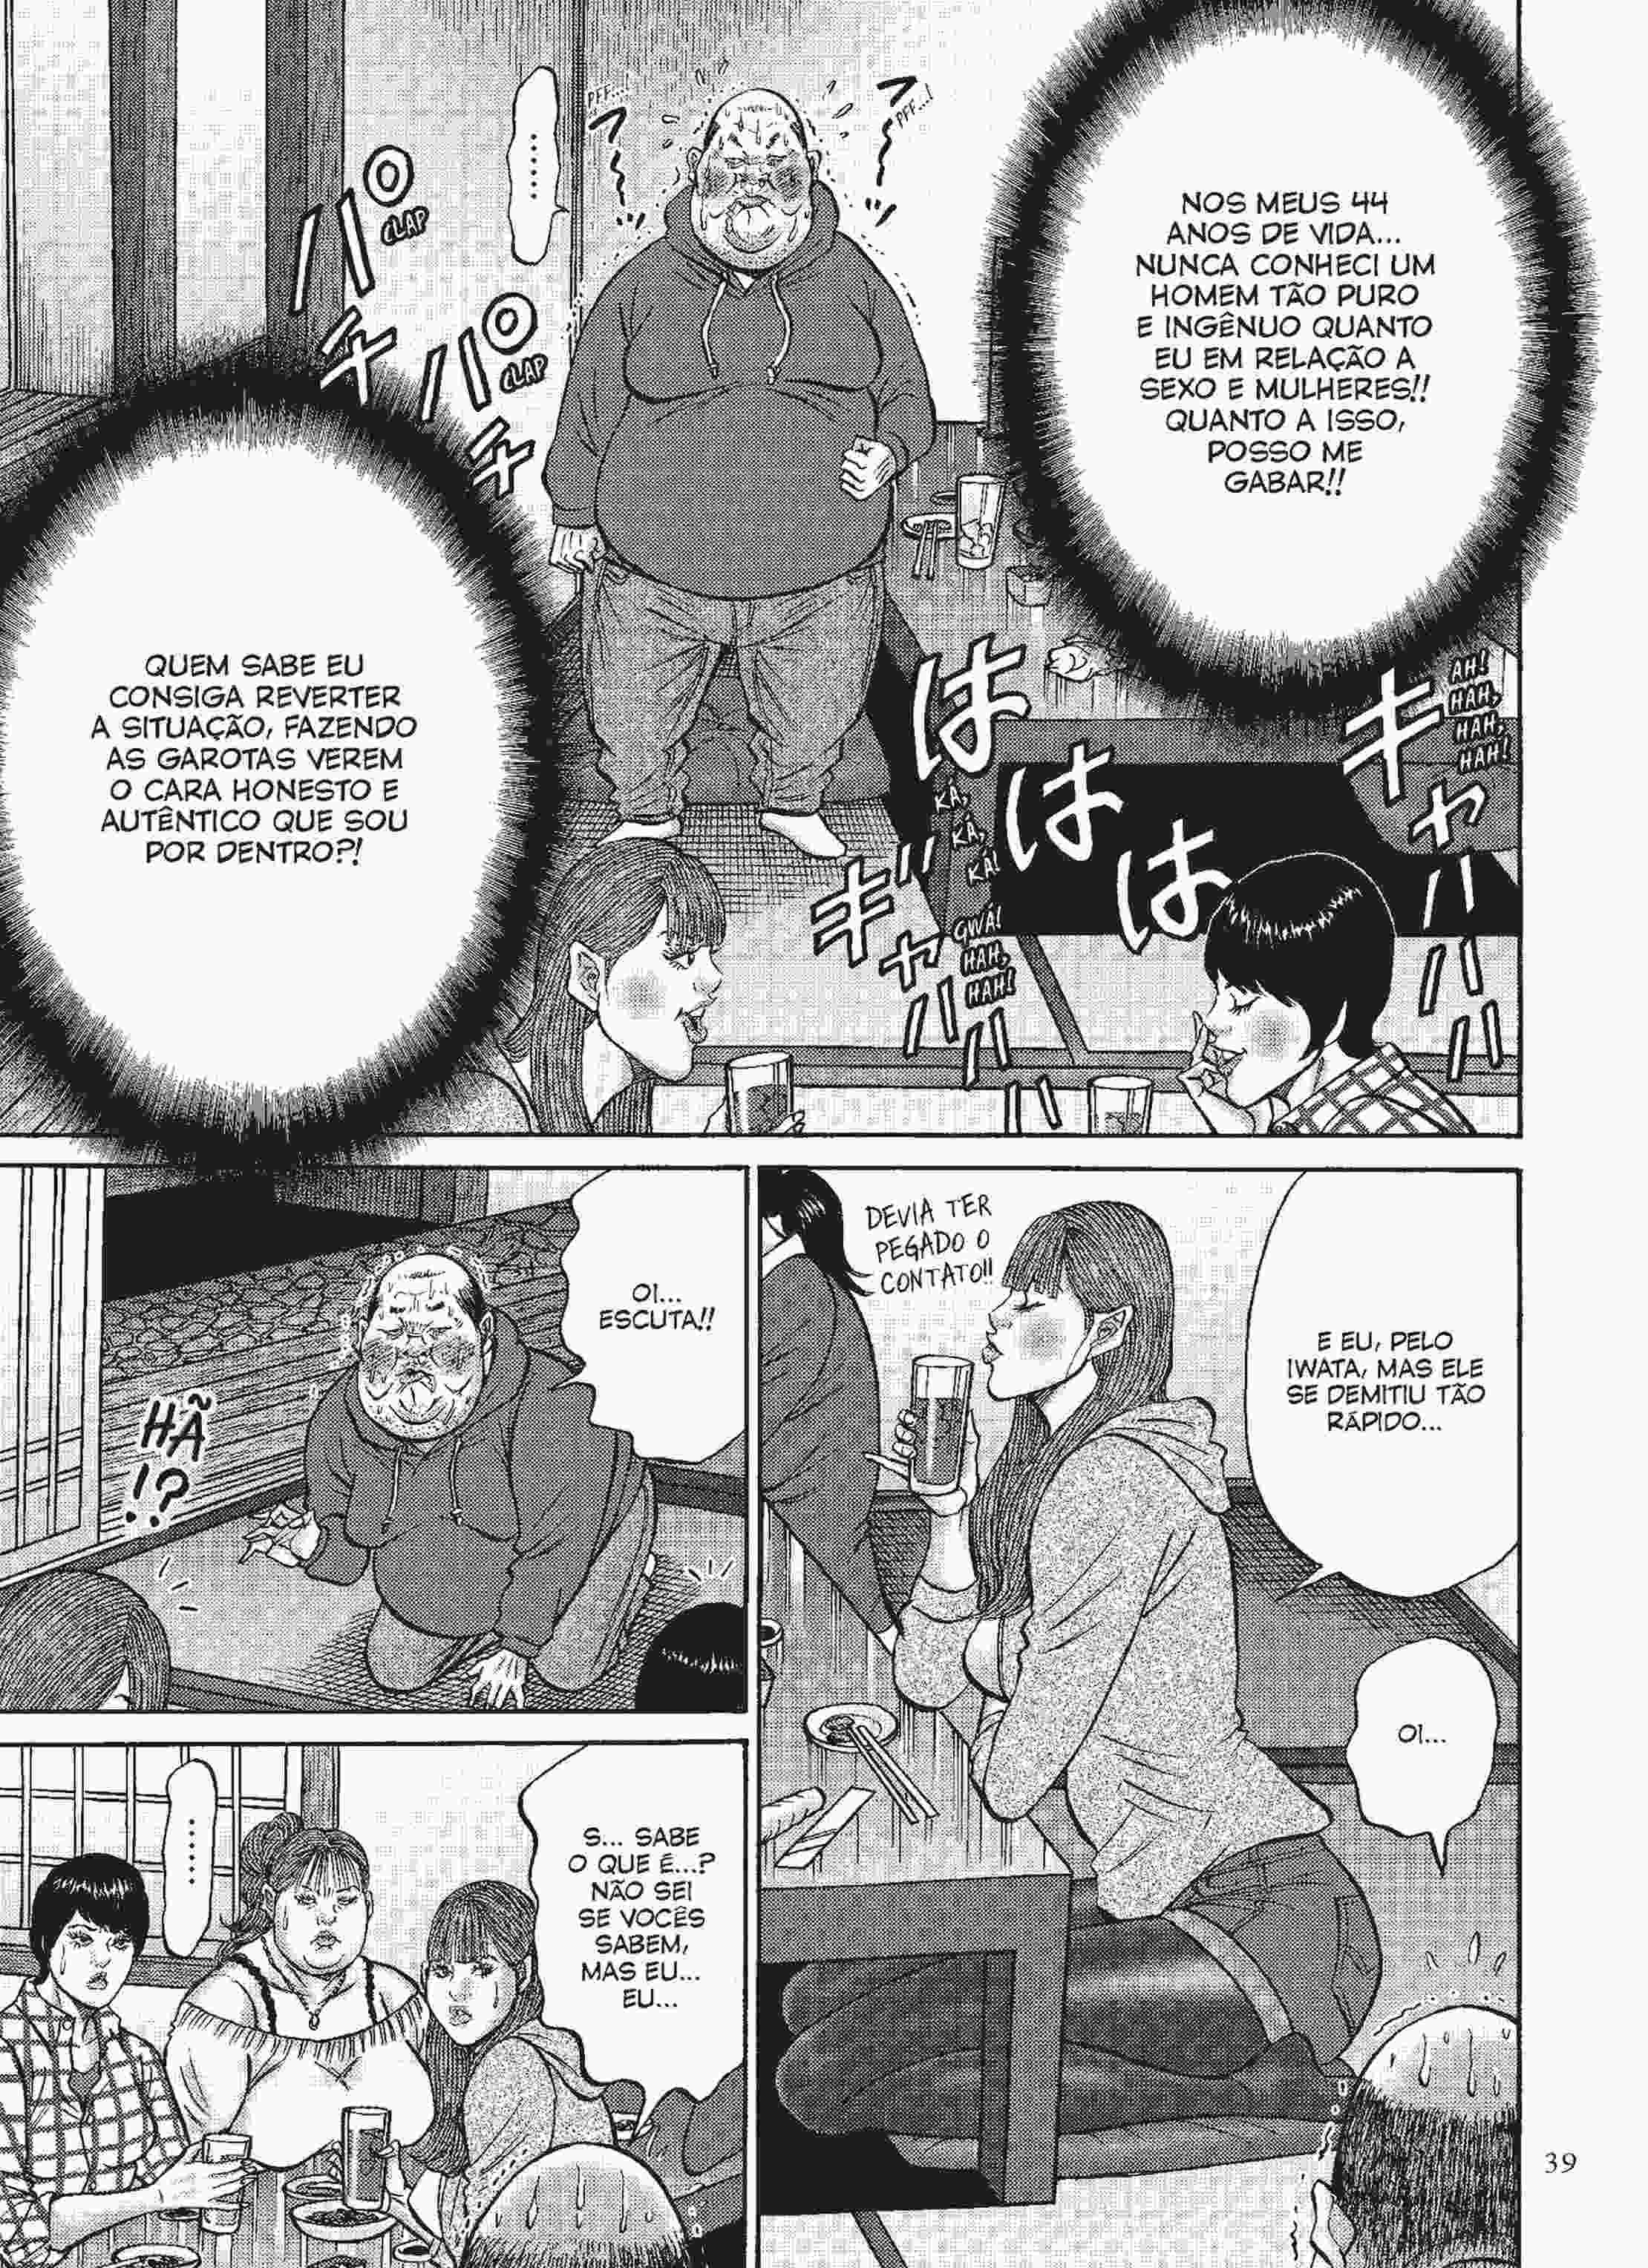 NOS MEUS 44
ANOS DE VIDA...
NUNCA CONHECI UM
HOMEM TÃO PURO
E INGÊNUO QUANTO
EU EM RELAÇÃO A
SEXO E MULHERES!!
QUANTO A ISSO,
POSSO ME
GABAR!!
PFF...!
PFF...!
.......
パチ
CLAP
パチ
CLAP
QUEM SABE EU
CONSIGA REVERTER
A SITUAÇÃO, FAZENDO
AS GAROTAS VEREM
O CARA HONESTO E
AUTÊNTICO QUE SOU
POR DENTRO?!
ははは
KÁ,
KÁ,
KÁ!
キャハハ
AH!
HAH,
HAH,
HAH!
ギャハハハ
GWÁ!
HAH,
HAH!
E EU, PELO
IWATA, MAS ELE
SE DEMITIU TÃO
RÁPIDO...
DEVIA TER
PEGADO O
CONTATO!!
OI...
OI...
ESCUTA!!
HÃ
!?
S... SABE
O QUE É...?
NÃO SEI
SE VOCÊS
SABEM,
MAS EU...
EU...
......
39